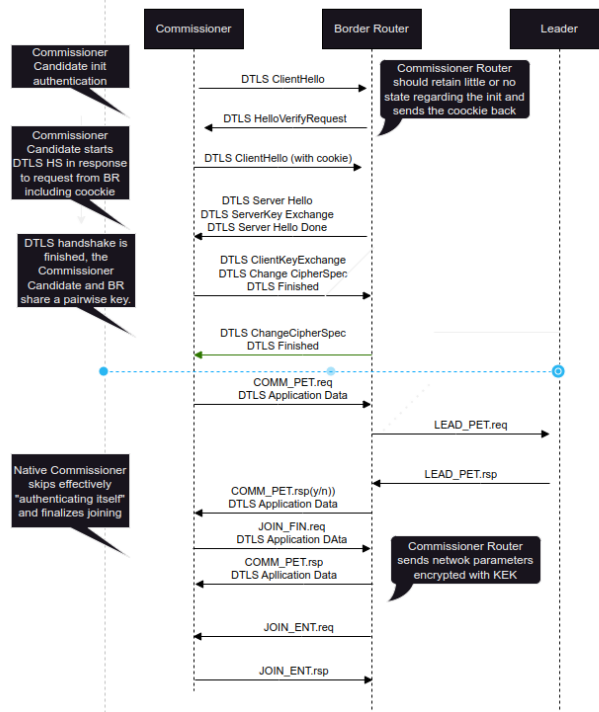 Commissioner
Border Router
Leader
Commissioner
Candidate init
authentication
DTLS ClientHello
Commissioner Router
should retain little or no
state regarding the init and
sends the coockie back
DTLS HelloVerifyRequest
Commissioner
Candidate starts
DTLS HS in response
to request from BR
including coockie
DTLS ClientHello (with cookie)
DTLS Server Hello
DTLS ServerKey Exchange
DTLS Server Hello Done
DTLS handshake is
finished, the
Commissioner
Candidate and BR
share a pairwise key.
DTLS ClientKeyExchange
DTLS Change CipherSpec
DTLS Finished
DTLS ChangeCipherSpec
DTLS Finished
COMM_PET.req
DTLS Application Data
LEAD_PET.req
LEAD_PET.rsp
Native Commissioner
skips effectively
"authenticating itself"
and finalizes joining
COMM_PET.rsp(y/n))
DTLS Application Data
JOIN_FIN.req
DTLS Application DAta
COMM_PET.rsp
DTLS Apllication Data
Commissioner Router
sends netwok parameters
encrypted with KEK
JOIN_ENT.req
JOIN_ENT.rsp